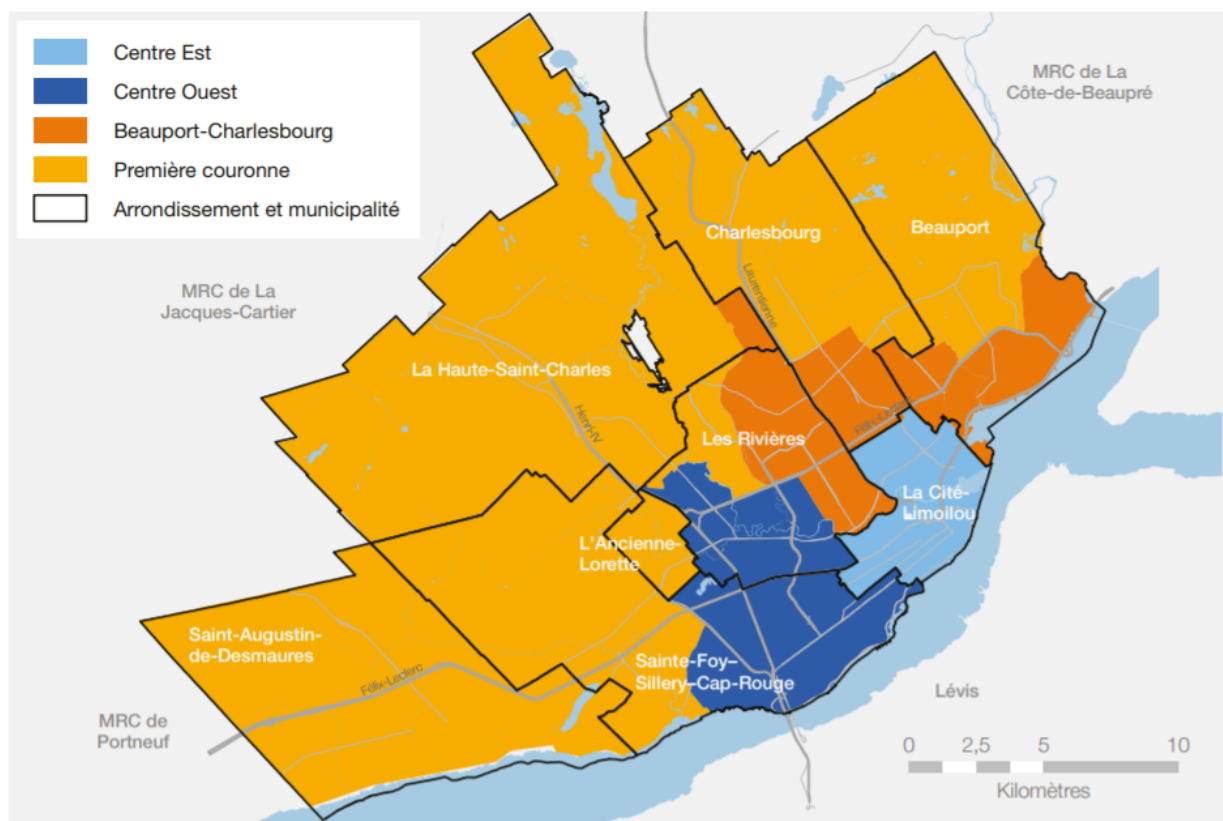 Centre Est
Centre Ouest
Beauport-Charlesbourg
Première couronne
Arrondissement et municipalité
MRC de La
Côte-de-Beaupré
Charlesbourg
Beauport
Laurentienne
MRC de La
Jacques-Cartier
La Haute-Saint-Charles
Henri-IV
Les Rivières
Félix-Leclerc
La Cité-
Limoilou
L'Ancienne-
Lorette
Saint-Augustin-
de-Desmaures
Félix-Leclerc
Sainte-Foy–
Sillery–Cap-Rouge
Lévis
MRC de
Portneuf
0 2,5 5 10
Kilomètres